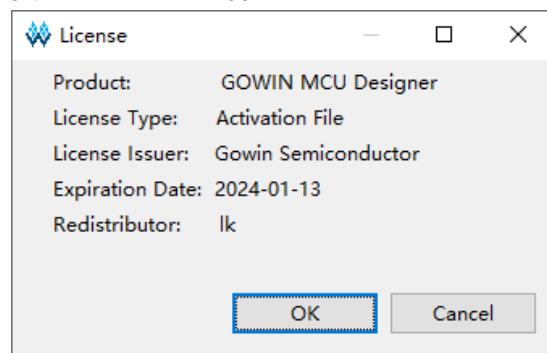 License
Product: GOWIN MCU Designer
License Type: Activation File
License Issuer: Gowin Semiconductor
Expiration Date: 2024-01-13
Redistributor: lk
OK Cancel